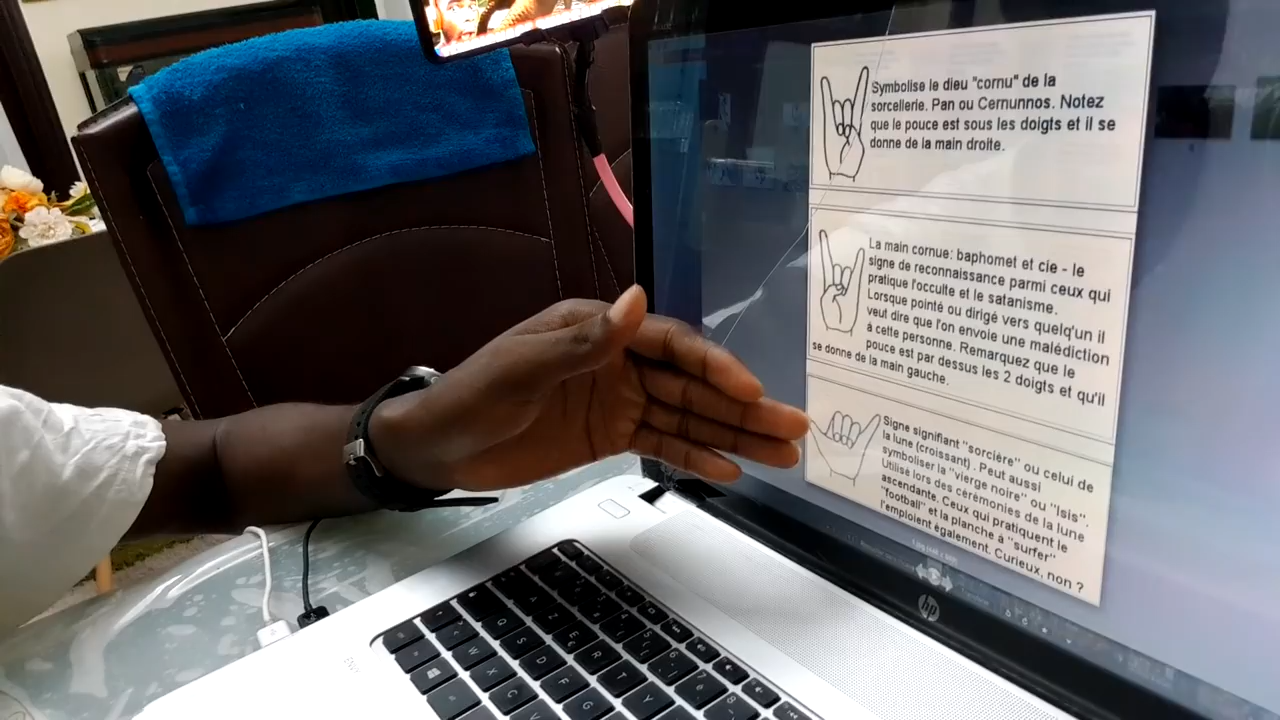 Symbolise le dieu "cornu" de la
sorcellerie. Pan ou Cernunnos. Notez
que le pouce est sous les doigts et il se
donne de la main droite.
La main cornue: baphomet et cie - le
signe de reconnaissance parmi ceux qui
pratique l'occulte et le satanisme.
Lorsque pointé ou dirigé vers quelq'un il
veut dire que l'on envoie une malédiction
à cette personne. Remarquez que le
pouce est par dessus les 2 doigts et qu'il
se donne de la main gauche.
Signe signifiant "sorcière" ou celui de
la lune (croissant). Peut aussi
symboliser la "vierge noire" ou "Isis".
Utilisé lors des cérémonies de la lune
ascendante. Ceux qui pratiquent le
"football" et la planche à "surfer"
l'emploient également. Curieux, non ?
hp